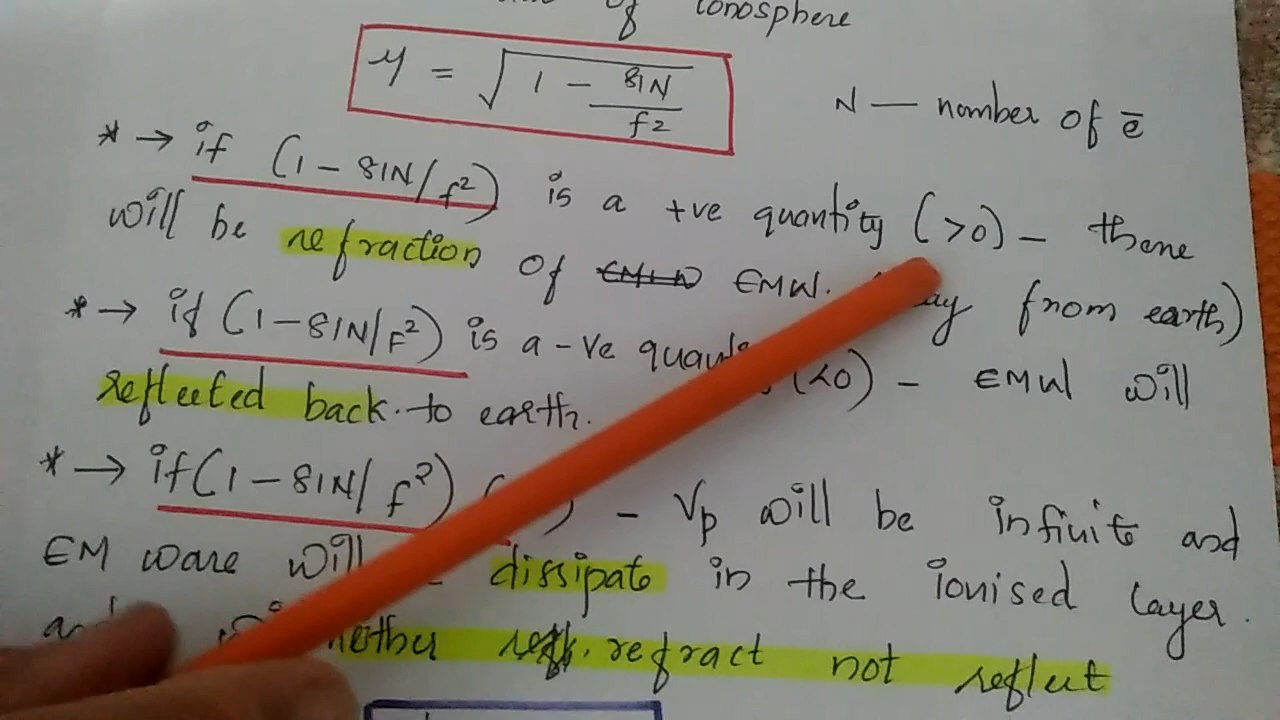 of ionosphere
μ = √ 1 - 81N / f2
N — number of ē
* → if (1 - 81N/f²) is a +ve quantity (>0) - there
will be refraction of EMW. from earth)
* → if (1-81N/F²) is a -ve (<0) - EMW will
reflected back. to earth.
* → if (1-81N/f²) - Vp will be infinite and
EM wave will dissipate in the ionised layer.
refract not reflect